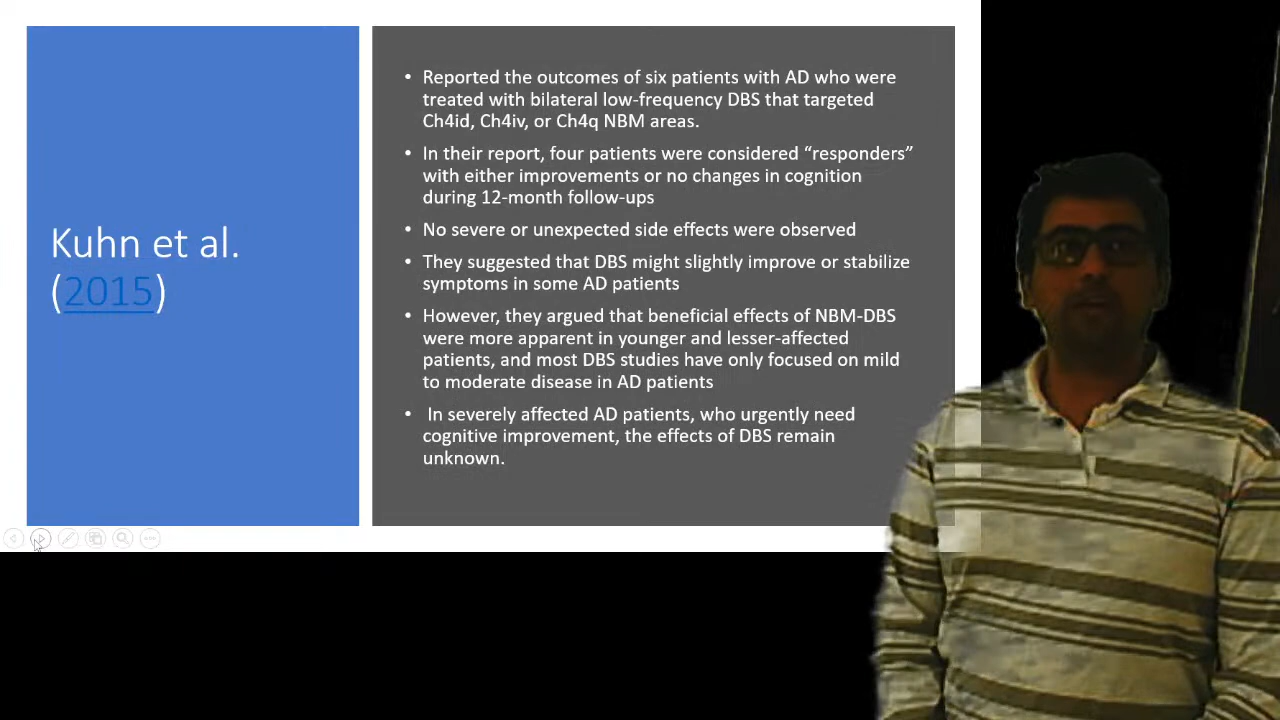 Kuhn et al.
(2015)
• Reported the outcomes of six patients with AD who were
treated with bilateral low-frequency DBS that targeted
Ch4id, Ch4iv, or Ch4q NBM areas.
• In their report, four patients were considered “responders”
with either improvements or no changes in cognition
during 12-month follow-ups
• No severe or unexpected side effects were observed
• They suggested that DBS might slightly improve or stabilize
symptoms in some AD patients
• However, they argued that beneficial effects of NBM-DBS
were more apparent in younger and lesser-affected
patients, and most DBS studies have only focused on mild
to moderate disease in AD patients
• In severely affected AD patients, who urgently need
cognitive improvement, the effects of DBS remain
unknown.